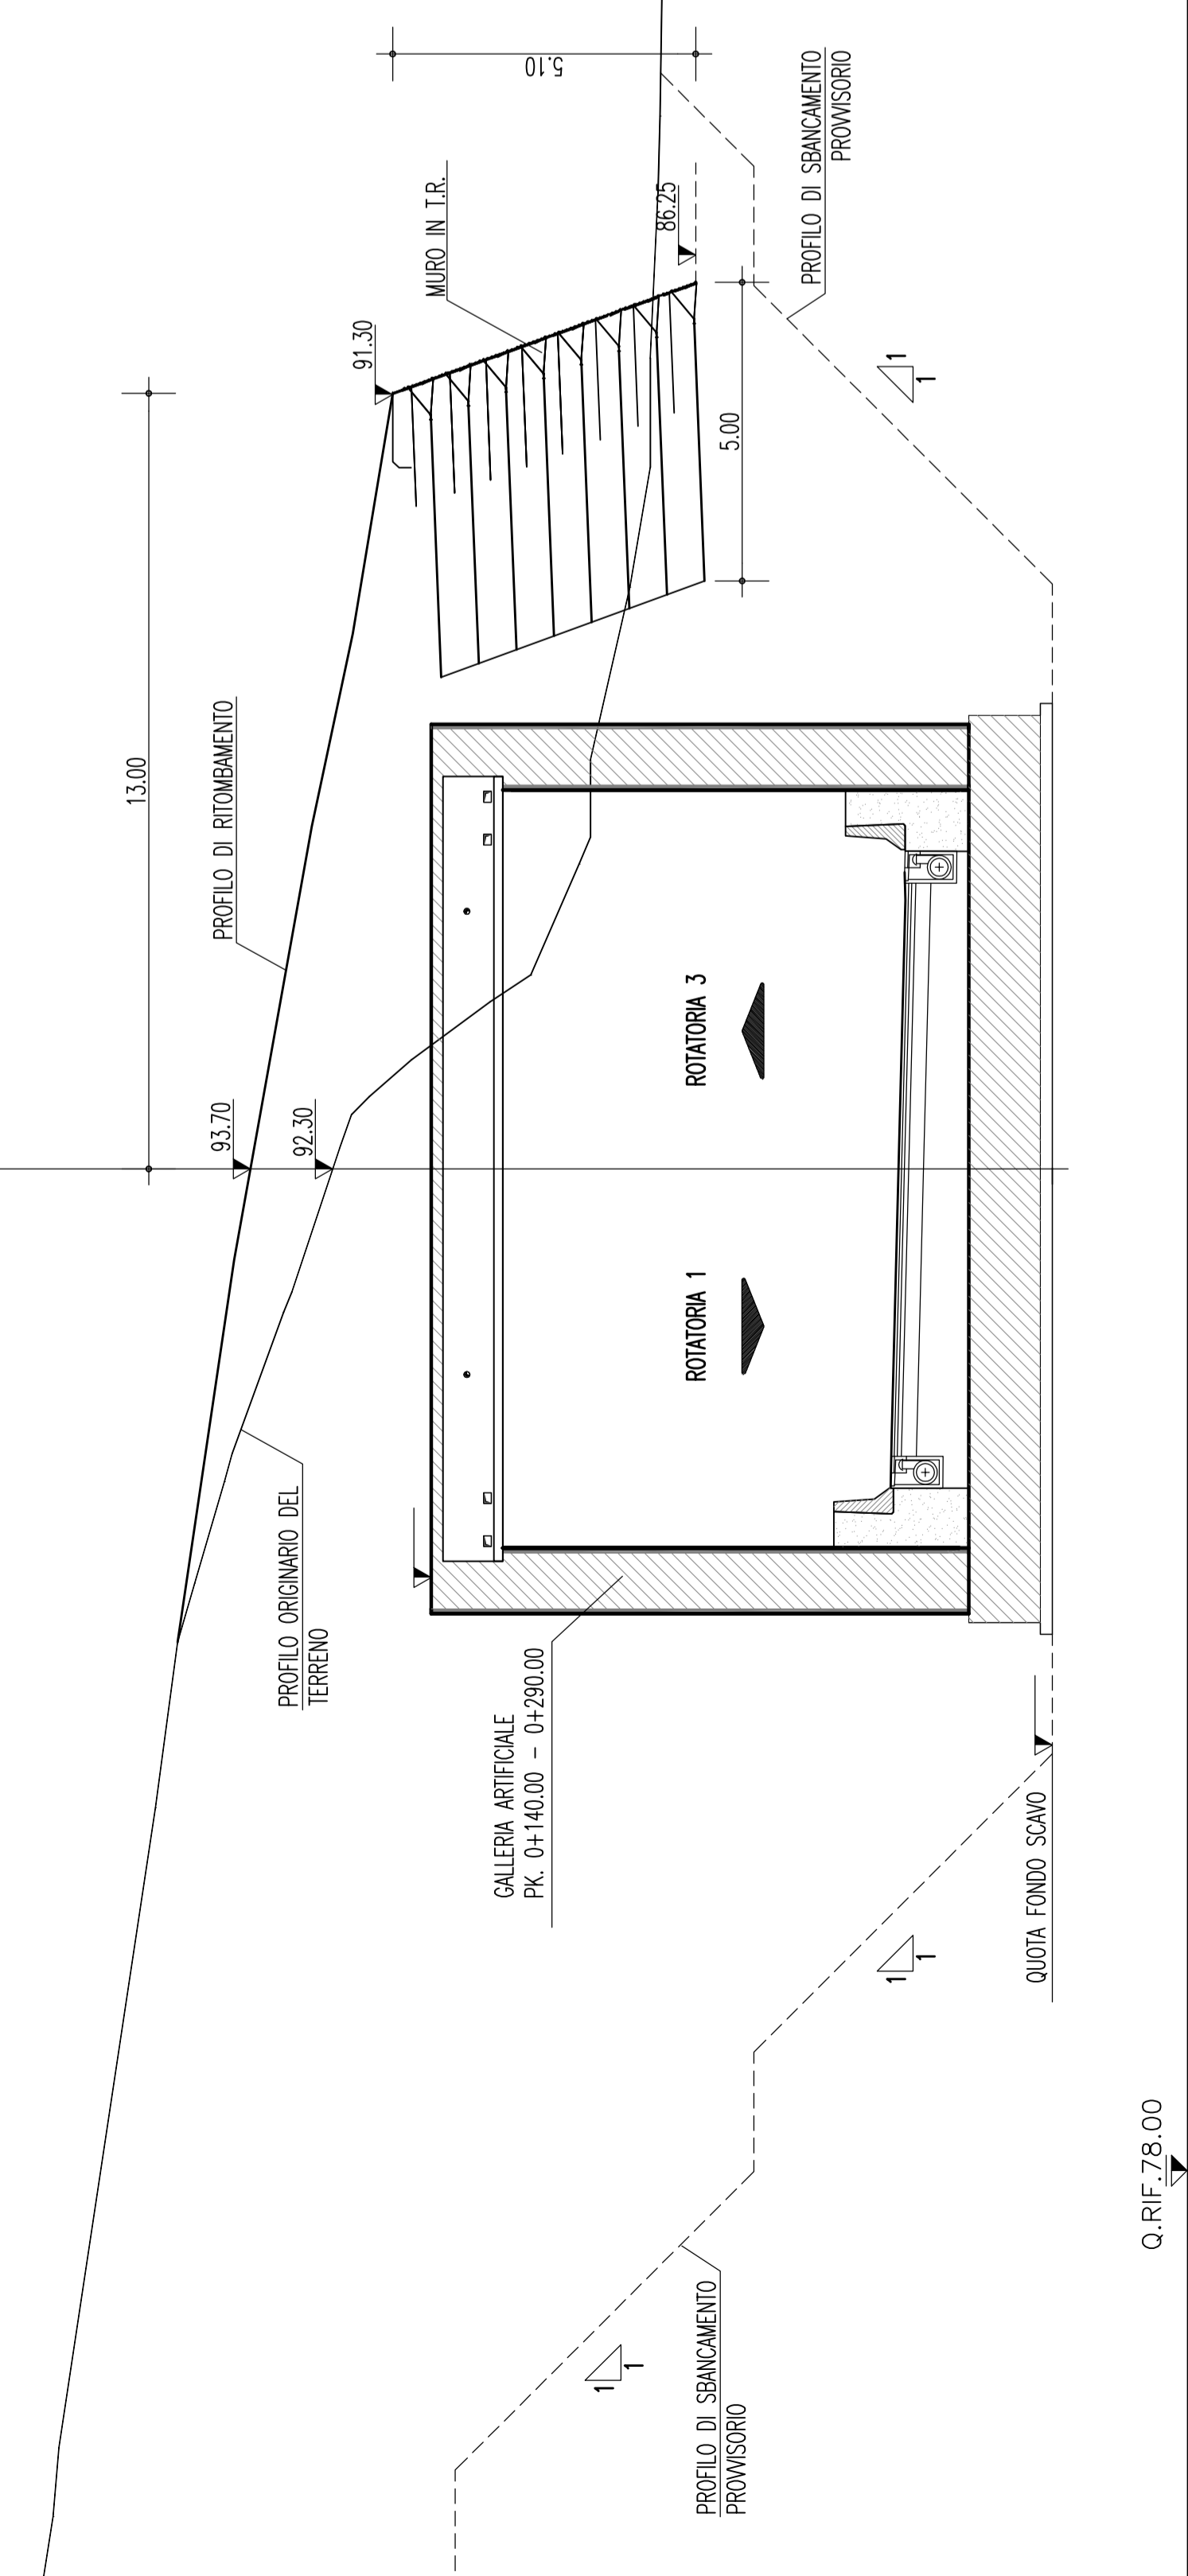 13.00
PROFILO DI RITOMBAMENTO
93.70
92.30
91.30
MURO IN T.R.
5.10
86.25
5.00
PROFILO DI SBANCAMENTO
PROVVISORIO
1
1
PROFILO ORIGINARIO DEL
TERRENO
ROTATORIA 1
ROTATORIA 3
GALLERIA ARTIFICIALE
PK. 0+140.00 - 0+290.00
QUOTA FONDO SCAVO
1
1
PROFILO DI SBANCAMENTO
PROVVISORIO
1
1
Q.RIF.78.00